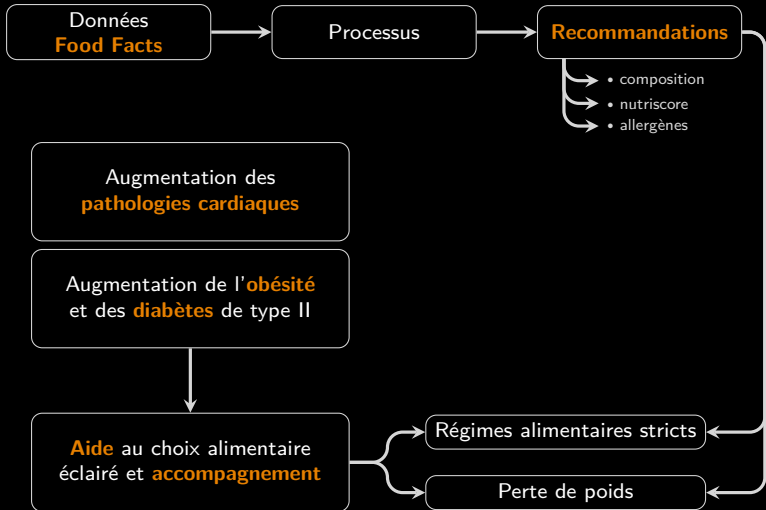 Données
Food Facts
Processus
Recommandations
• composition
• nutriscore
• allergènes
Augmentation des
pathologies cardiaques
Augmentation de l'obésité
et des diabètes de type II
Aide au choix alimentaire
éclairé et accompagnement
Régimes alimentaires stricts
Perte de poids